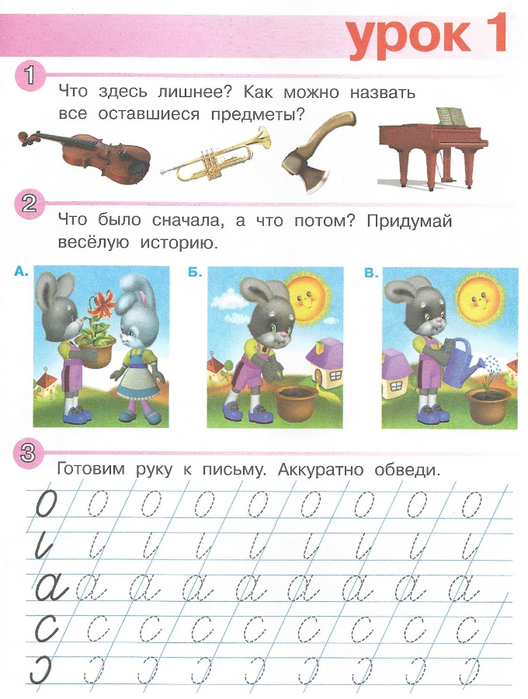 урок 1
1
Что здесь лишнее? Как можно назвать
все оставшиеся предметы?
2
Что было сначала, а что потом? Придумай
весёлую историю.
А. Б. В.
3
Готовим руку к письму. Аккуратно обведи.
о о о о о о о о о о
ı ı ı ı ı ı ı ı ı ı
а а а а а а а а а а
с с с с с с с с с с
ɔ ɔ ɔ ɔ ɔ ɔ ɔ ɔ ɔ ɔ